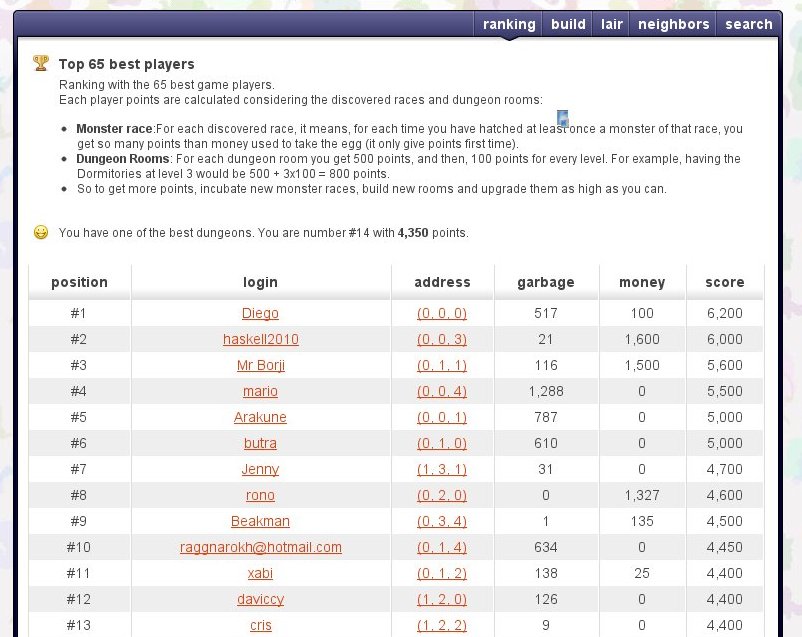 ranking build lair neighbors search
Top 65 best players
Ranking with the 65 best game players.
Each player points are calculated considering the discovered races and dungeon rooms:
• Monster race:For each discovered race, it means, for each time you have hatched at least once a monster of that race, you
get so many points than money used to take the egg (it only give points first time).
• Dungeon Rooms: For each dungeon room you get 500 points, and then, 100 points for every level. For example, having the
Dormitories at level 3 would be 500 + 3x100 = 800 points.
• So to get more points, incubate new monster races, build new rooms and upgrade them as high as you can.
You have one of the best dungeons. You are number #14 with 4,350 points.
position login address garbage money score
#1 Diego (0, 0, 0) 517 100 6,200
#2 haskell2010 (0, 0, 3) 21 1,600 6,000
#3 Mr Borji (0, 1, 1) 116 1,500 5,600
#4 mario (0, 0, 4) 1,288 0 5,500
#5 Arakune (0, 0, 1) 787 0 5,000
#6 butra (0, 1, 0) 610 0 5,000
#7 Jenny (1, 3, 1) 31 0 4,700
#8 rono (0, 2, 0) 0 1,327 4,600
#9 Beakman (0, 3, 4) 1 135 4,500
#10 raggnarokh@hotmail.com (0, 1, 4) 634 0 4,450
#11 xabi (0, 1, 2) 138 25 4,400
#12 daviccy (1, 2, 0) 126 0 4,400
#13 cris (1, 2, 2) 9 0 4,400